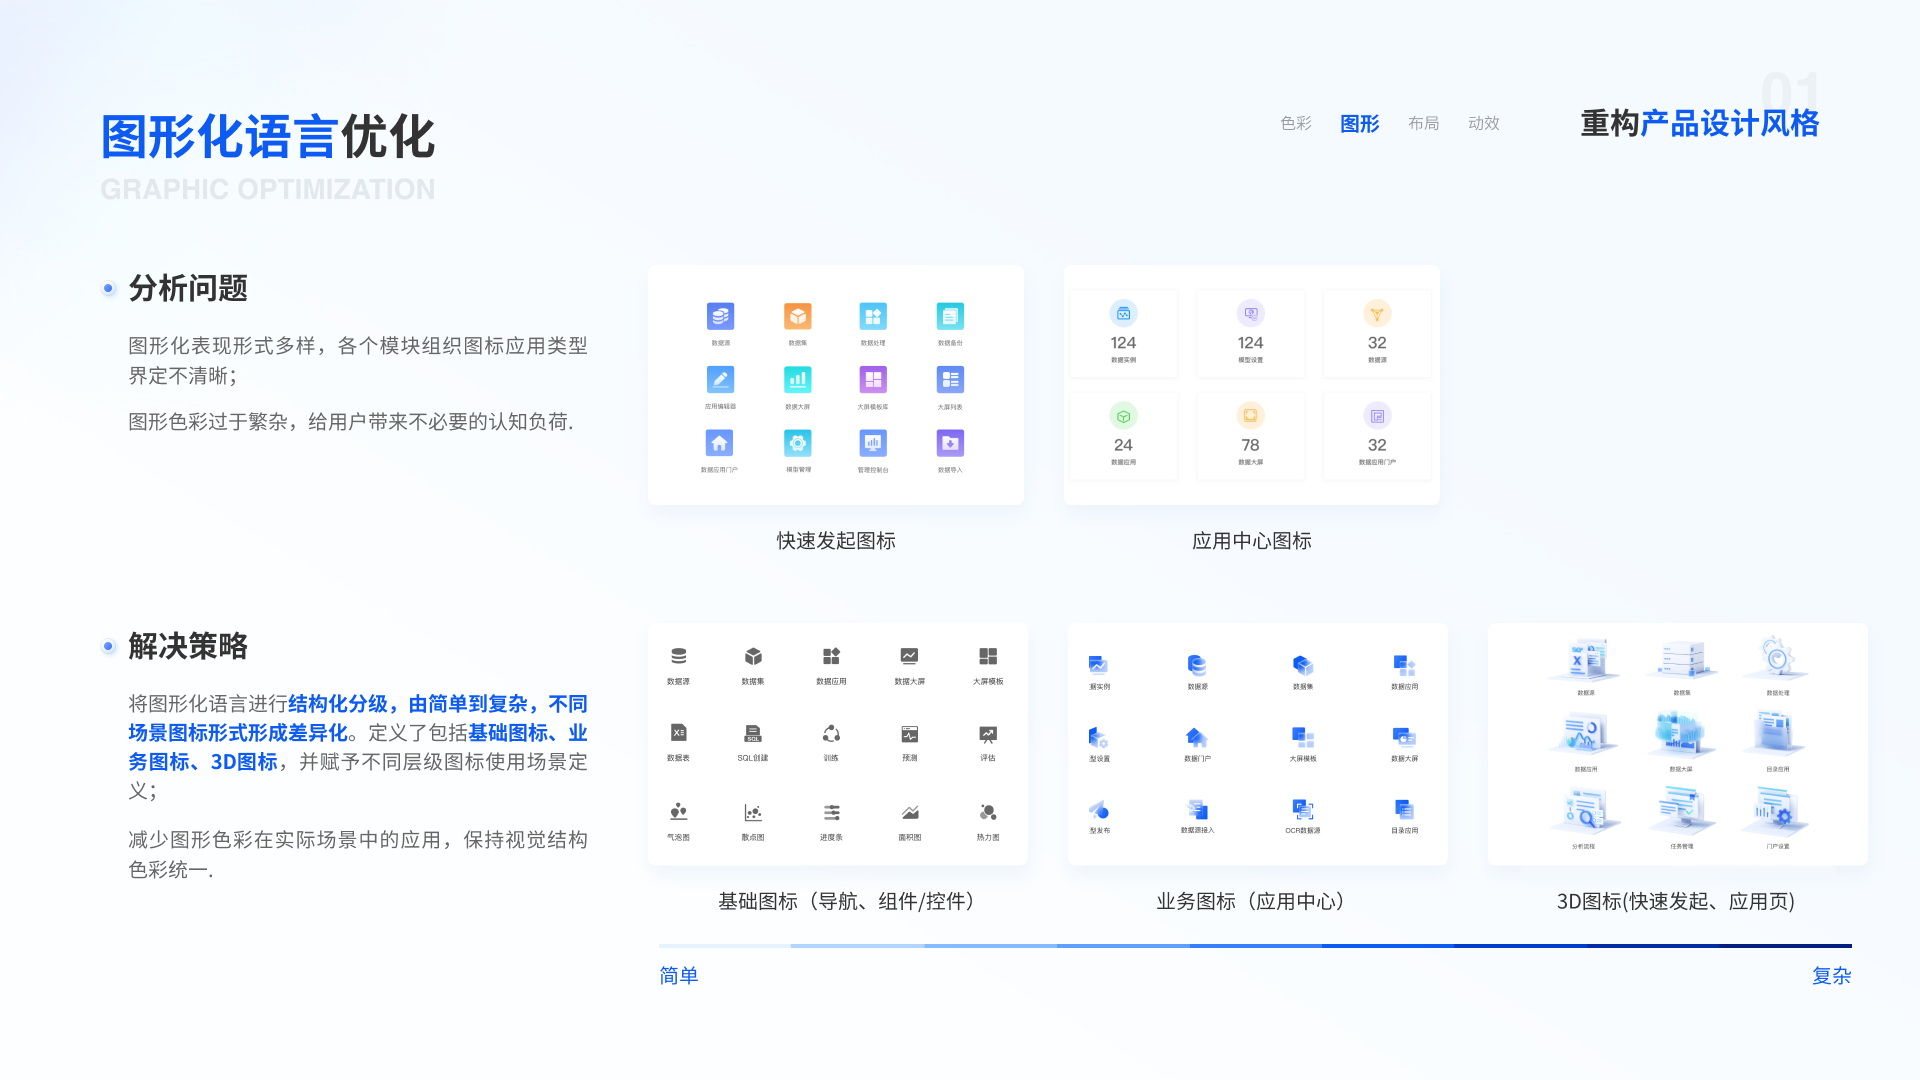 01
图形化语言优化
色彩 图形 布局 动效
重构产品设计风格
GRAPHIC OPTIMIZATION
分析问题
图形化表现形式多样，各个模块组织图标应用类型
界定不清晰；
图形色彩过于繁杂，给用户带来不必要的认知负荷.
数据源 数据集 数据处理 数据备份
应用编辑器 数据大屏 大屏模板库 大屏列表
数据应用门户 模型管理 管理控制台 数据导入
快速发起图标
124 124 32
数据实例 模型设置 数据源
24 78 32
数据应用 数据大屏 数据应用门户
应用中心图标
解决策略
将图形化语言进行结构化分级，由简单到复杂，不同
场景图标形式形成差异化。定义了包括基础图标、业
务图标、3D图标，并赋予不同层级图标使用场景定
义；
减少图形色彩在实际场景中的应用，保持视觉结构
色彩统一.
数据源 数据集 数据应用 数据大屏 大屏模板
数据表 SQL创建 训练 预测 评估
气泡图 散点图 进度条 面积图 热力图
基础图标（导航、组件/控件）
据实例 数据源 数据集 数据应用
型设置 数据门户 大屏模板 数据大屏
型发布 数据源接入 OCR数据源 目录应用
业务图标（应用中心）
数据源 数据集 数据处理
数据应用 数据大屏 目录应用
分析流程 任务管理 门户设置
3D图标(快速发起、应用页)
简单 复杂